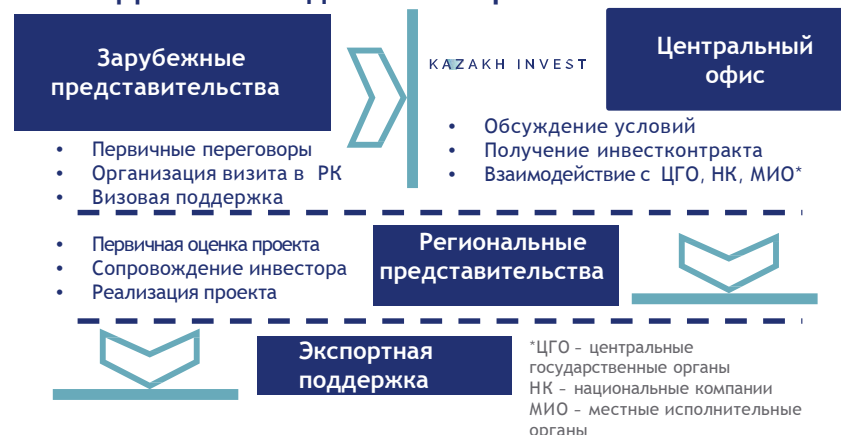 Зарубежные
представительства
KAZAKH INVEST
Центральный
офис
• Первичные переговоры
• Организация визита в РК
• Визовая поддержка
• Обсуждение условий
• Получение инвестконтракта
• Взаимодействие с ЦГО, НК, МИО*
• Первичная оценка проекта
• Сопровождение инвестора
• Реализация проекта
Региональные
представительства
Экспортная
поддержка
*ЦГО – центральные
государственные органы
НК – национальные компании
МИО – местные исполнительные
органы